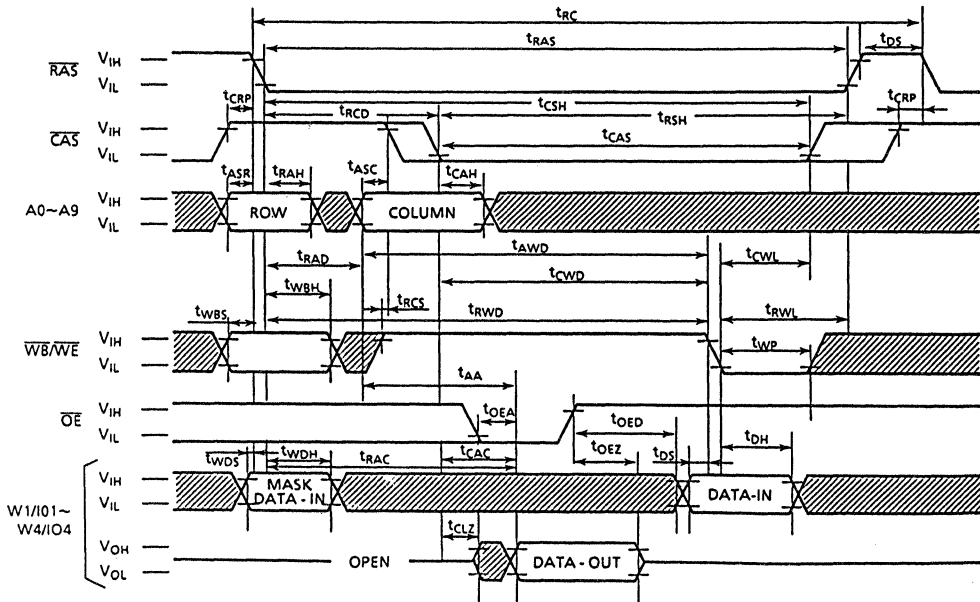 tRC
tRAS
tDS
RAS
VIH
VIL
tCRP
tRCD
tCSH
tRSH
tCRP
CAS
VIH
VIL
tCAS
tASR
tRAH
tASC
tCAH
A0~A9
VIH
VIL
ROW
COLUMN
tRAD
tAWD
tCWL
tWBH
tCWD
tRCS
tWBS
tRWD
tRWL
WB/WE
VIH
VIL
tWP
tAA
OE
VIH
VIL
tOEA
tOED
tWDS
tWDH
tRAC
tCAC
tOEZ
tDS
tDH
W1/I01~
W4/IO4
VIH
VIL
MASK
DATA-IN
DATA-IN
tCLZ
VOH
VOL
OPEN
DATA-OUT